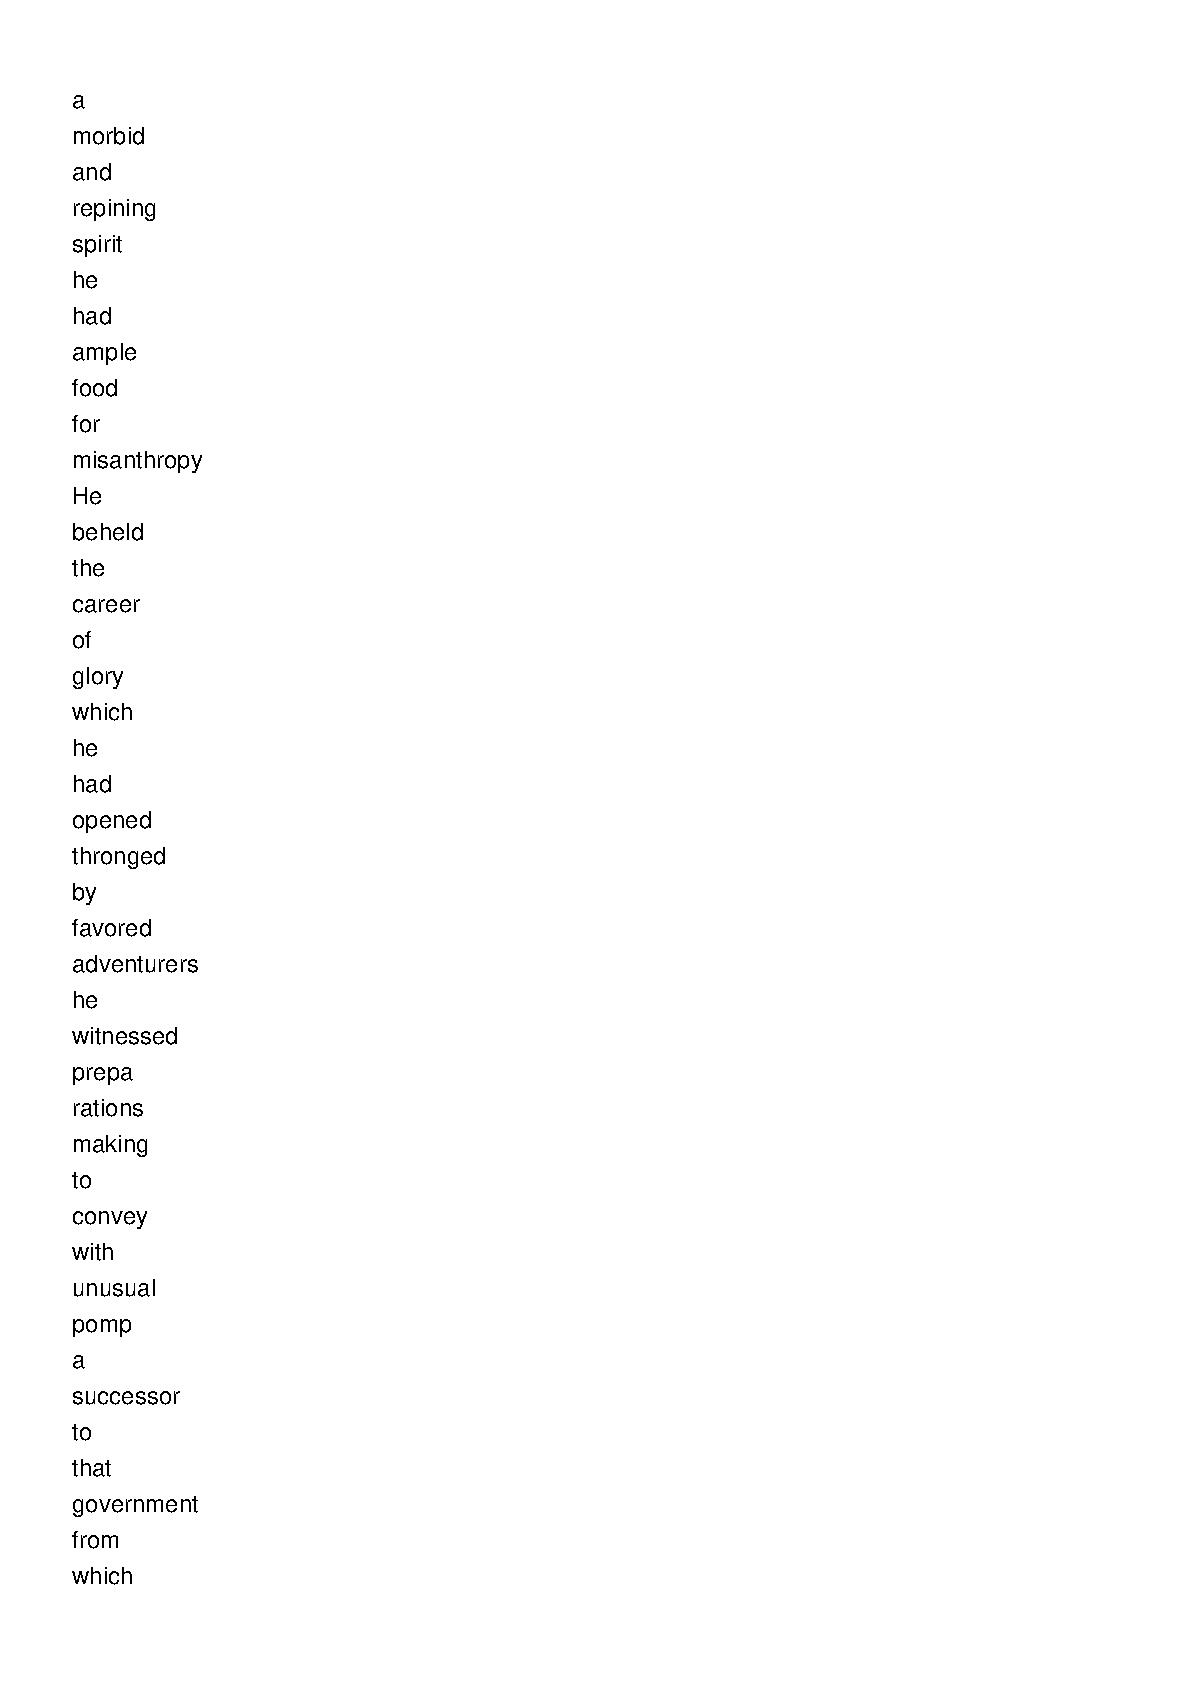 a
morbid
and
repining
spirit
he
had
ample
food
for
misanthropy
He
beheld
the
career
of
glory
which
he
had
opened
thronged
by
favored
adventurers
he
witnessed
prepa
rations
making
to
convey
with
unusual
pomp
a
successor
to
that
government
from
which